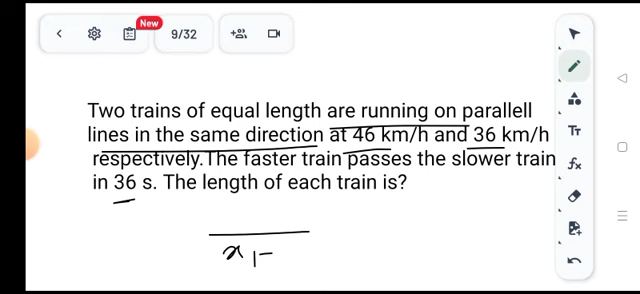 New
9/32
Two trains of equal length are running on parallell
lines in the same direction at 46 km/h and 36 km/h
respectively.The faster train passes the slower train
in 36 s. The length of each train is?
x
TT
fx